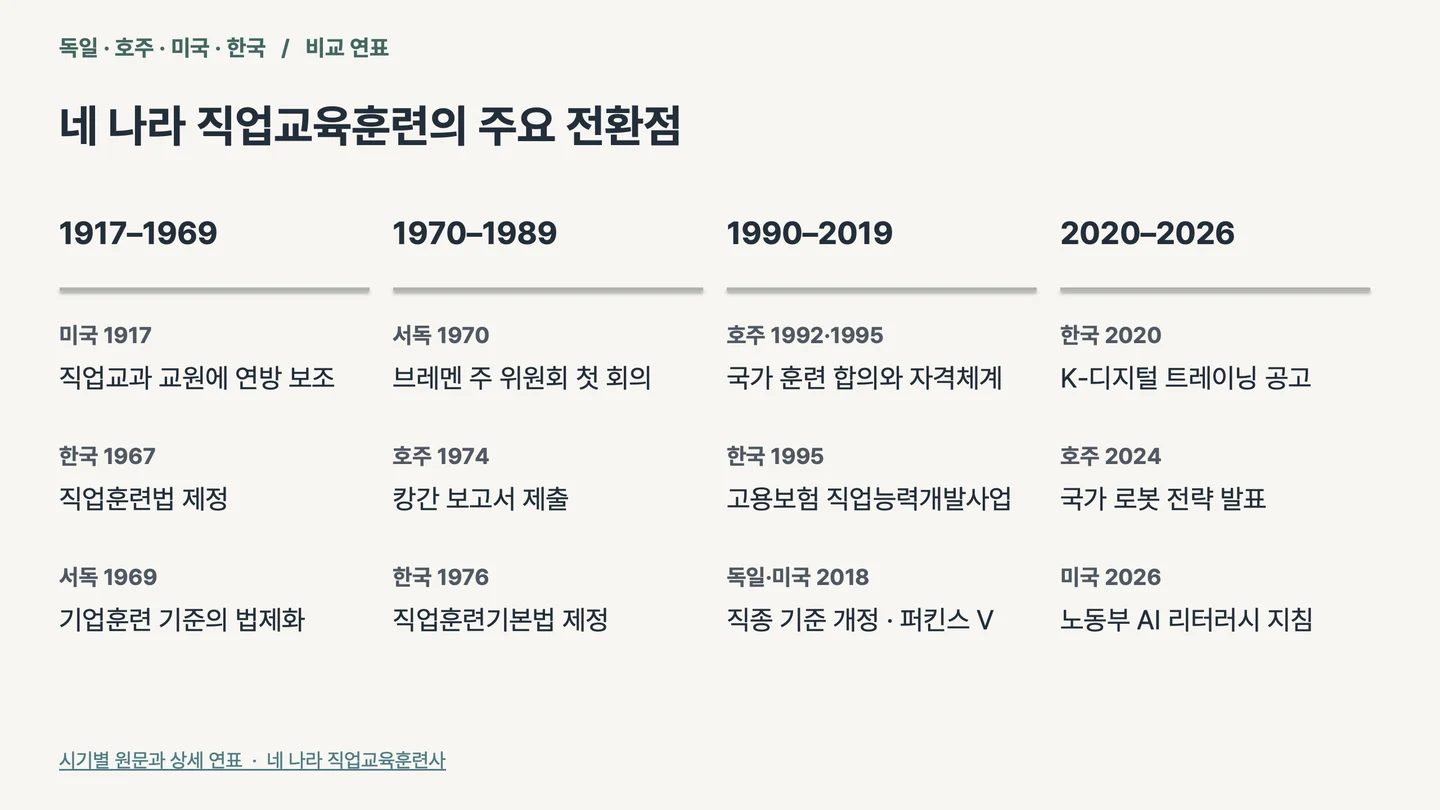 독일 · 호주 · 미국 · 한국 / 비교 연표
네 나라 직업교육훈련의 주요 전환점
1917–1969
미국 1917
직업교과 교원에 연방 보조
한국 1967
직업훈련법 제정
서독 1969
기업훈련 기준의 법제화
1970–1989
서독 1970
브레멘 주 위원회 첫 회의
호주 1974
캉간 보고서 제출
한국 1976
직업훈련기본법 제정
1990–2019
호주 1992·1995
국가 훈련 합의와 자격체계
한국 1995
고용보험 직업능력개발사업
독일·미국 2018
직종 기준 개정 · 퍼킨스 V
2020–2026
한국 2020
K-디지털 트레이닝 공고
호주 2024
국가 로봇 전략 발표
미국 2026
노동부 AI 리터러시 지침
시기별 원문과 상세 연표 · 네 나라 직업교육훈련사